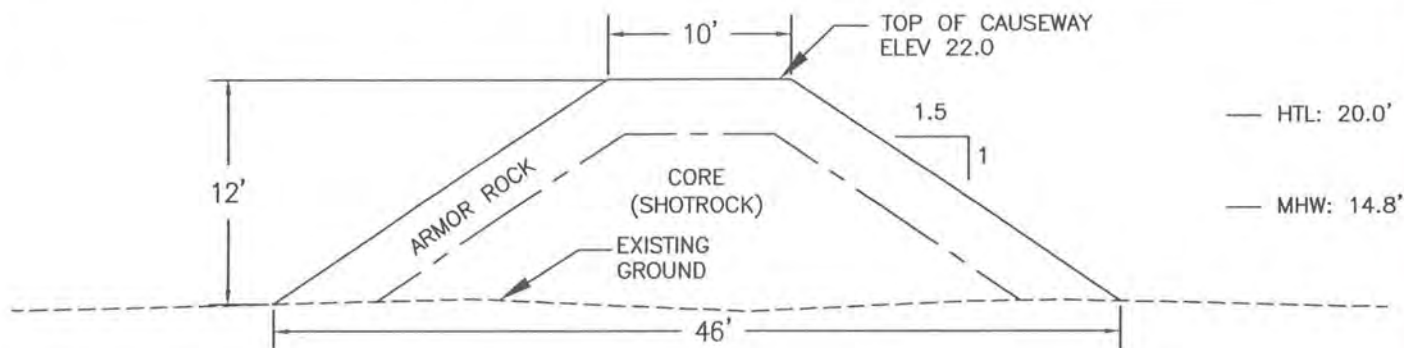 10'
TOP OF CAUSEWAY
ELEV 22.0
1.5
1
HTL: 20.0'
12'
ARMOR ROCK
CORE
(SHOTROCK)
MHW: 14.8'
EXISTING
GROUND
46'